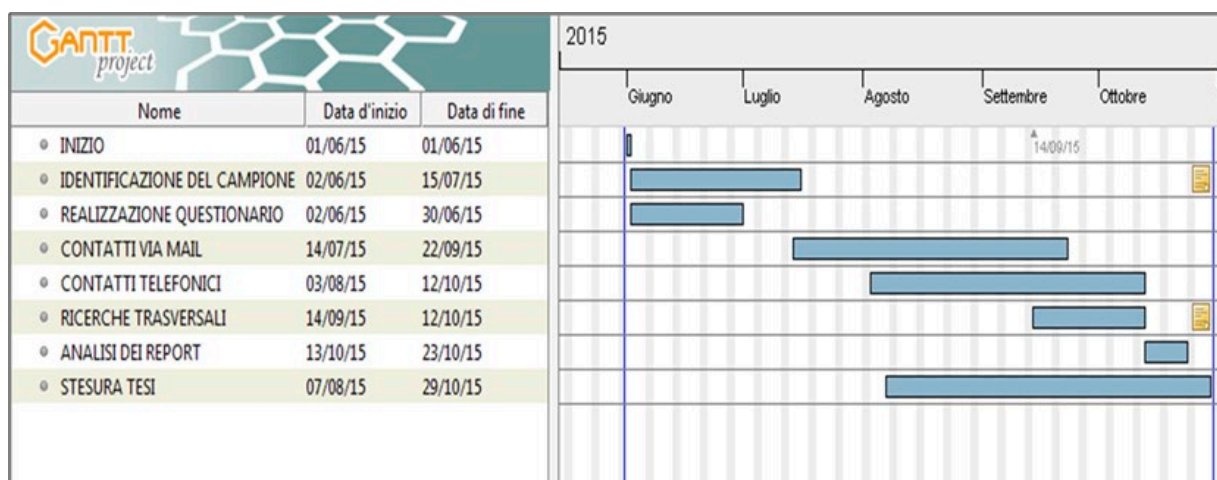 GANTT
project
2015
Giugno Luglio Agosto Settembre Ottobre
Nome Data d'inizio Data di fine
INIZIO 01/06/15 01/06/15
14/09/15
IDENTIFICAZIONE DEL CAMPIONE 02/06/15 15/07/15
REALIZZAZIONE QUESTIONARIO 02/06/15 30/06/15
CONTATTI VIA MAIL 14/07/15 22/09/15
CONTATTI TELEFONICI 03/08/15 12/10/15
RICERCHE TRASVERSALI 14/09/15 12/10/15
ANALISI DEI REPORT 13/10/15 23/10/15
STESURA TESI 07/08/15 29/10/15